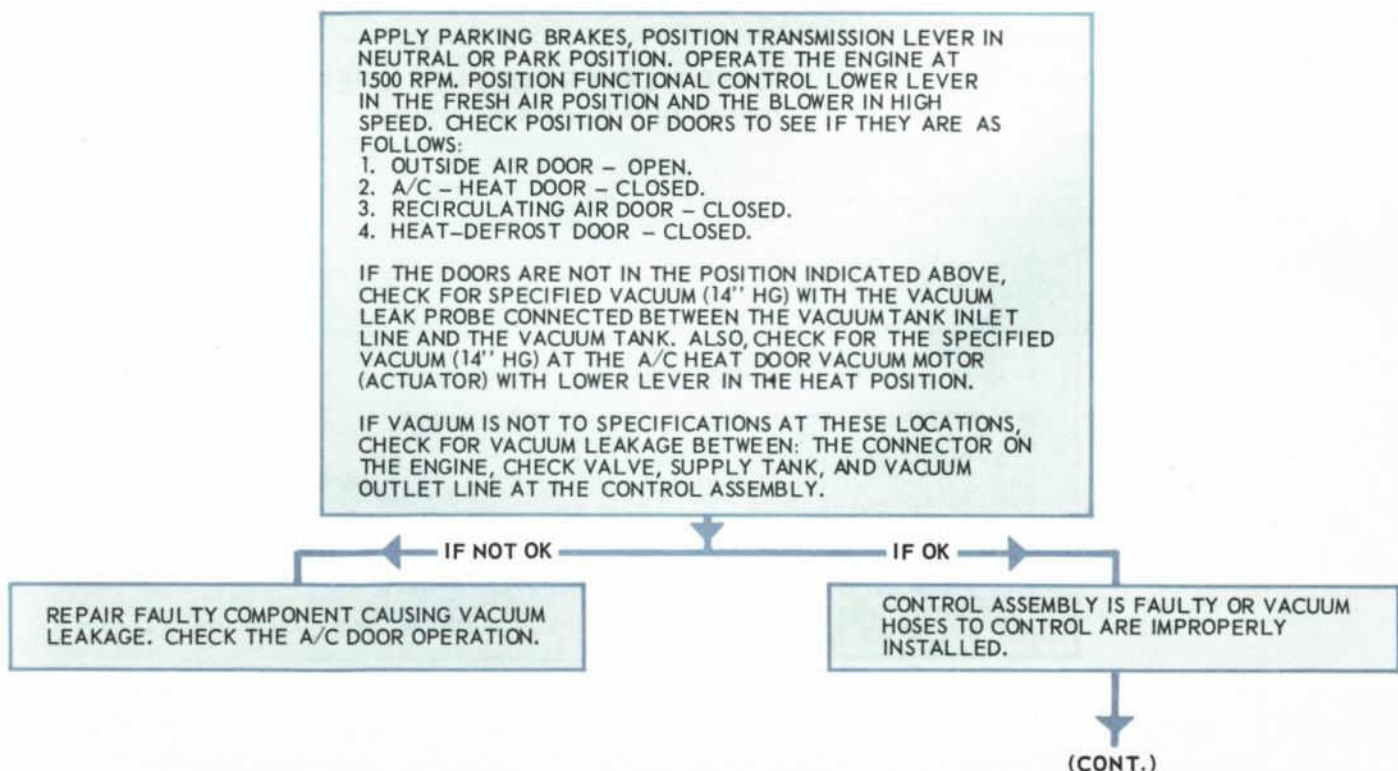 APPLY PARKING BRAKES, POSITION TRANSMISSION LEVER IN
NEUTRAL OR PARK POSITION. OPERATE THE ENGINE AT
1500 RPM. POSITION FUNCTIONAL CONTROL LOWER LEVER
IN THE FRESH AIR POSITION AND THE BLOWER IN HIGH
SPEED. CHECK POSITION OF DOORS TO SEE IF THEY ARE AS
FOLLOWS:
1. OUTSIDE AIR DOOR – OPEN.
2. A/C – HEAT DOOR – CLOSED.
3. RECIRCULATING AIR DOOR – CLOSED.
4. HEAT–DEFROST DOOR – CLOSED.
IF THE DOORS ARE NOT IN THE POSITION INDICATED ABOVE,
CHECK FOR SPECIFIED VACUUM (14" HG) WITH THE VACUUM
LEAK PROBE CONNECTED BETWEEN THE VACUUM TANK INLET
LINE AND THE VACUUM TANK. ALSO, CHECK FOR THE SPECIFIED
VACUUM (14" HG) AT THE A/C HEAT DOOR VACUUM MOTOR
(ACTUATOR) WITH LOWER LEVER IN THE HEAT POSITION.
IF VACUUM IS NOT TO SPECIFICATIONS AT THESE LOCATIONS,
CHECK FOR VACUUM LEAKAGE BETWEEN: THE CONNECTOR ON
THE ENGINE, CHECK VALVE, SUPPLY TANK, AND VACUUM
OUTLET LINE AT THE CONTROL ASSEMBLY.
IF NOT OK
IF OK
REPAIR FAULTY COMPONENT CAUSING VACUUM
LEAKAGE. CHECK THE A/C DOOR OPERATION.
CONTROL ASSEMBLY IS FAULTY OR VACUUM
HOSES TO CONTROL ARE IMPROPERLY
INSTALLED.
(CONT.)